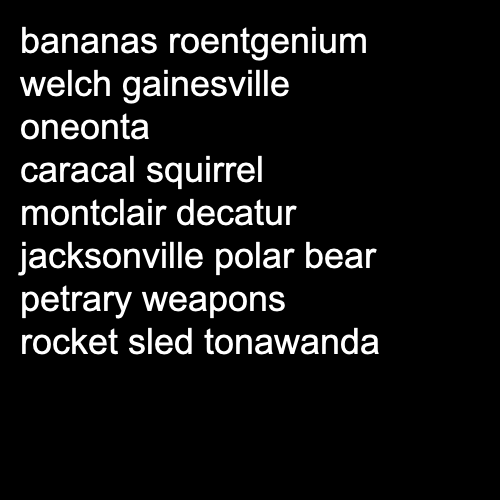 bananas roentgenium
welch gainesville
oneonta
caracal squirrel
montclair decatur
jacksonville polar bear
petrary weapons
rocket sled tonawanda